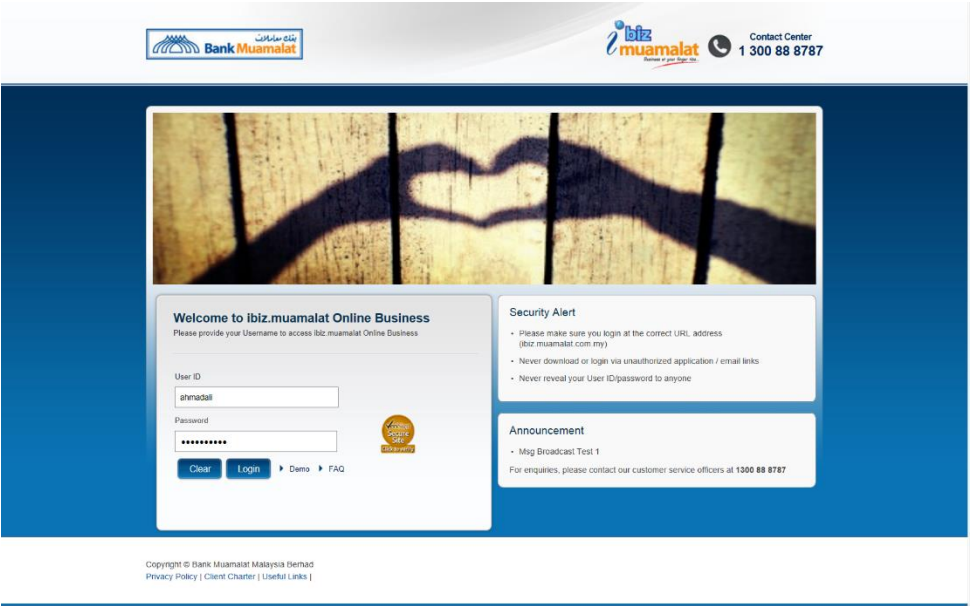 بنك معاملات
Bank Muamalat
ibiz
muamalat
Contact Center
1 300 88 8787
Welcome to ibiz.muamalat Online Business
Please provide your Username to access ibiz.muamalat Online Business
User ID
ahmadali
Password
••••••••••
Secure
Site
Clear
Login
Demo
FAQ
Security Alert
Please make sure you login at the correct URL address
(ibiz.muamalat.com.my)
Never download or login via unauthorized application / email links
Never reveal your User ID/password to anyone
Announcement
Msg Broadcast Test 1
For enquiries, please contact our customer service officers at 1300 88 8787
Copyright © Bank Muamalat Malaysia Berhad
Privacy Policy | Client Charter | Useful Links |